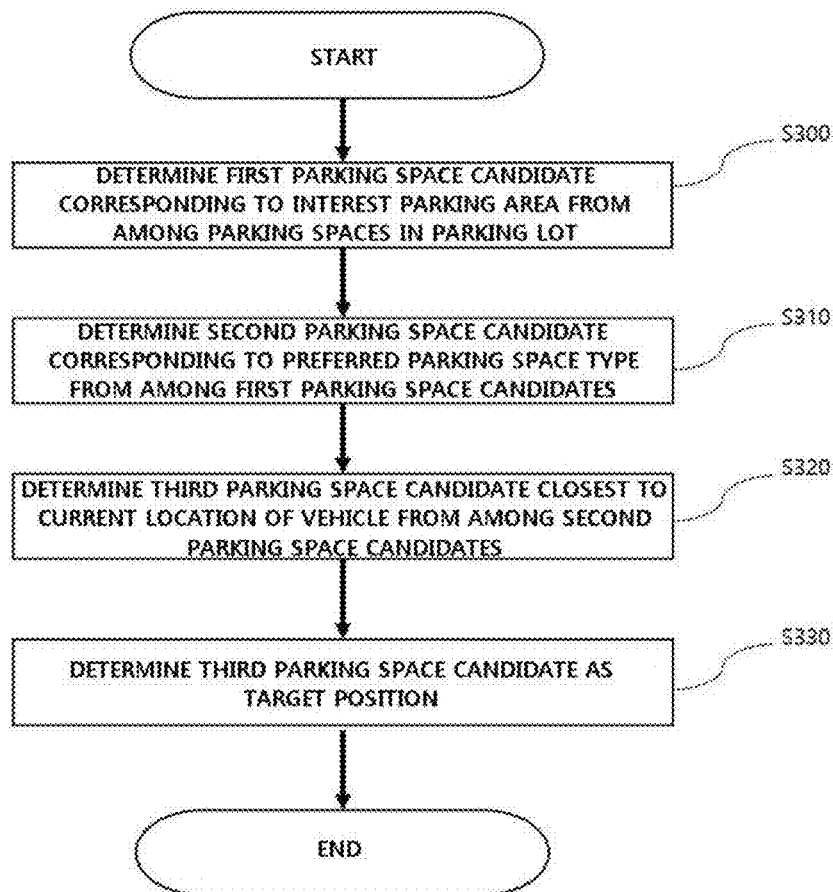 START
S300
DETERMINE FIRST PARKING SPACE CANDIDATE
CORRESPONDING TO INTEREST PARKING AREA FROM
AMONG PARKING SPACES IN PARKING LOT
S310
DETERMINE SECOND PARKING SPACE CANDIDATE
CORRESPONDING TO PREFERRED PARKING SPACE TYPE
FROM AMONG FIRST PARKING SPACE CANDIDATES
S320
DETERMINE THIRD PARKING SPACE CANDIDATE CLOSEST TO
CURRENT LOCATION OF VEHICLE FROM AMONG SECOND
PARKING SPACE CANDIDATES
S330
DETERMINE THIRD PARKING SPACE CANDIDATE AS
TARGET POSITION
END